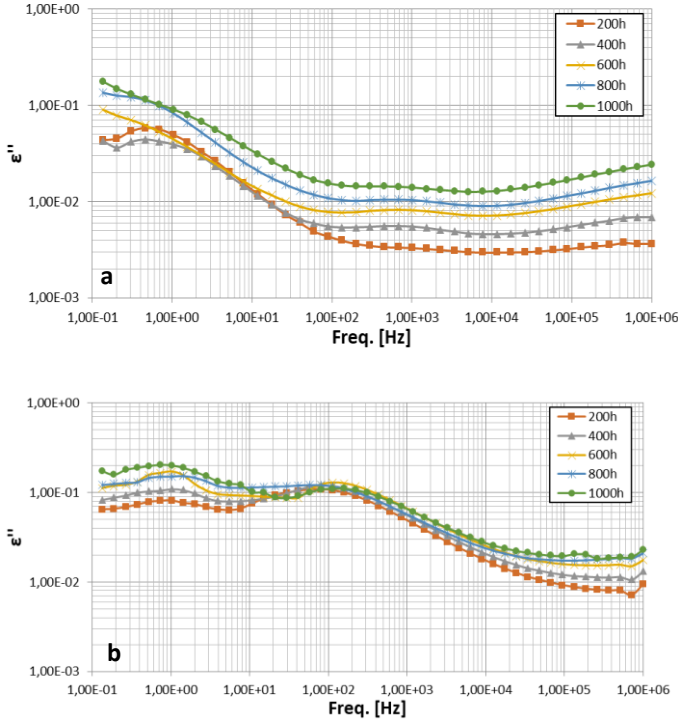 1,00E+00
200h
400h
600h
800h
1000h
1,00E-01
ε''
1,00E-02
a
1,00E-03
1,00E-01 1,00E+00 1,00E+01 1,00E+02 1,00E+03 1,00E+04 1,00E+05 1,00E+06
Freq. [Hz]
1,00E+00
200h
400h
600h
800h
1000h
1,00E-01
ε''
1,00E-02
b
1,00E-03
1,00E-01 1,00E+00 1,00E+01 1,00E+02 1,00E+03 1,00E+04 1,00E+05 1,00E+06
Freq. [Hz]